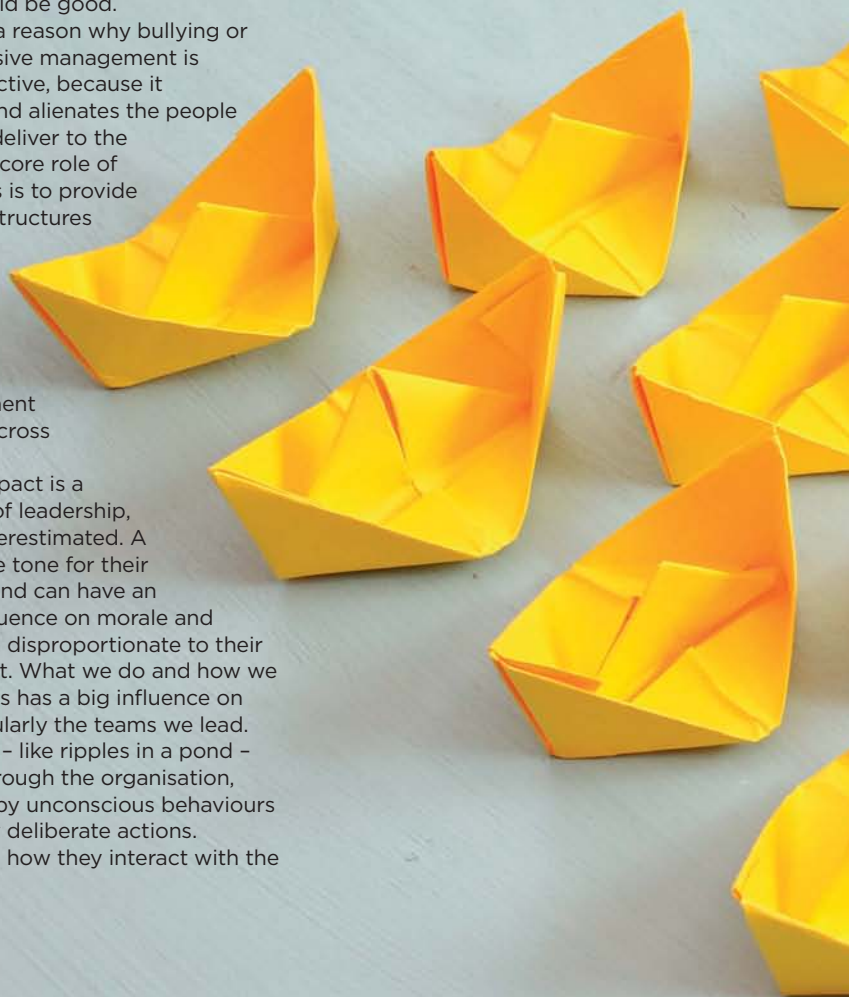 ld be good.
a reason why bullying or
sive management is
ctive, because it
nd alienates the people
deliver to the
core role of
s is to provide
tructures
ment
cross
pact is a
of leadership,
erestimated. A
e tone for their
nd can have an
uence on morale and
disproportionate to their
t. What we do and how we
s has a big influence on
ularly the teams we lead.
– like ripples in a pond –
rough the organisation,
by unconscious behaviours
deliberate actions.
how they interact with the